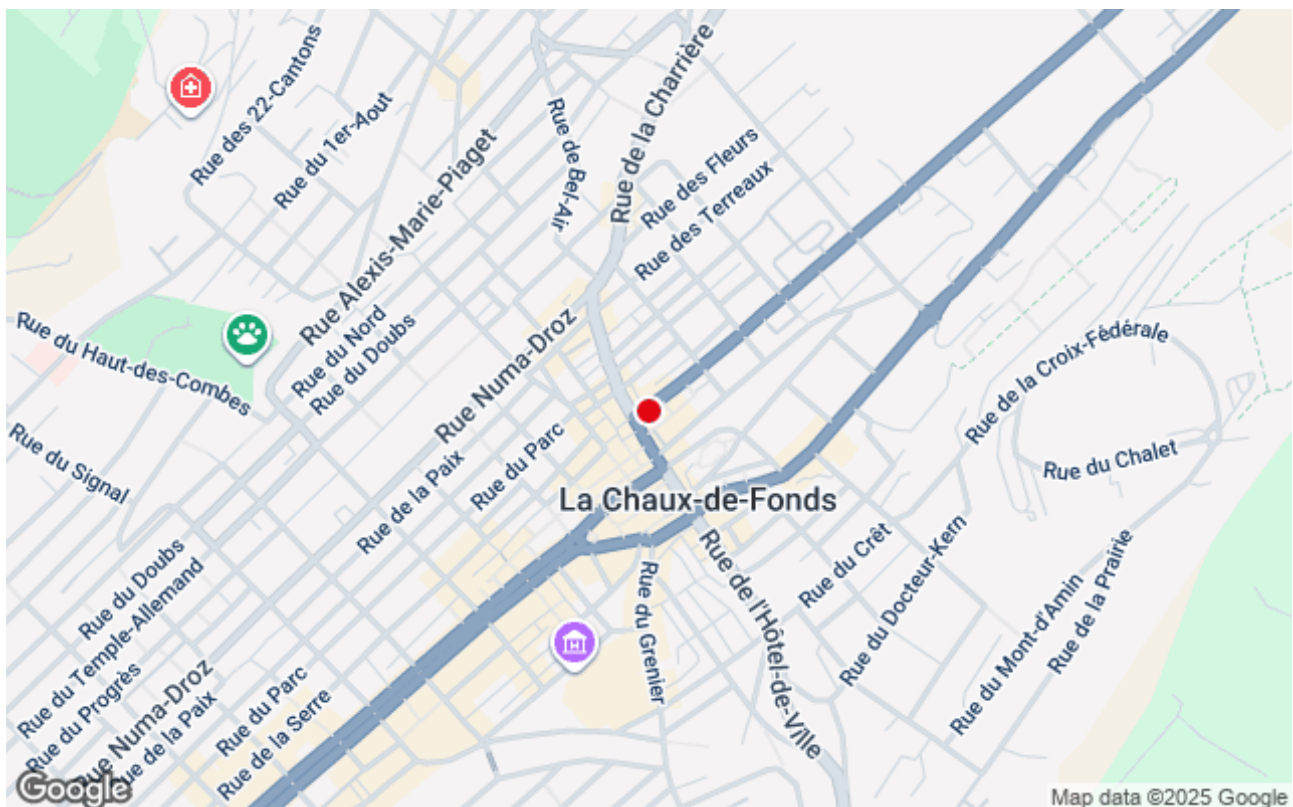 Rue des 22-Cantons
Rue du 1er-Aout
Rue de Bel-Air
Rue de la Charrière
Rue des Fleurs
Rue des Terreaux
Rue Alexis-Marie-Piaget
Rue du Nord
Rue du Doubs
Rue du Haut-des-Combes
Rue Numa-Droz
Rue de la Croix-Fédérale
Rue du Signal
Rue de la Paix
Rue du Parc
Rue du Chalet
La Chaux-de-Fonds
Rue du Doubs
Rue du Temple-Allemand
Rue du Progrès
Rue Numa-Droz
Rue de la Paix
Rue du Parc
Rue de la Serre
Rue du Grenier
Rue de l'Hôtel-de-Ville
Rue du Crêt
Rue du Docteur-Kern
Rue du Mont-d'Amin
Rue de la Prairie
Google
Map data ©2025 Google